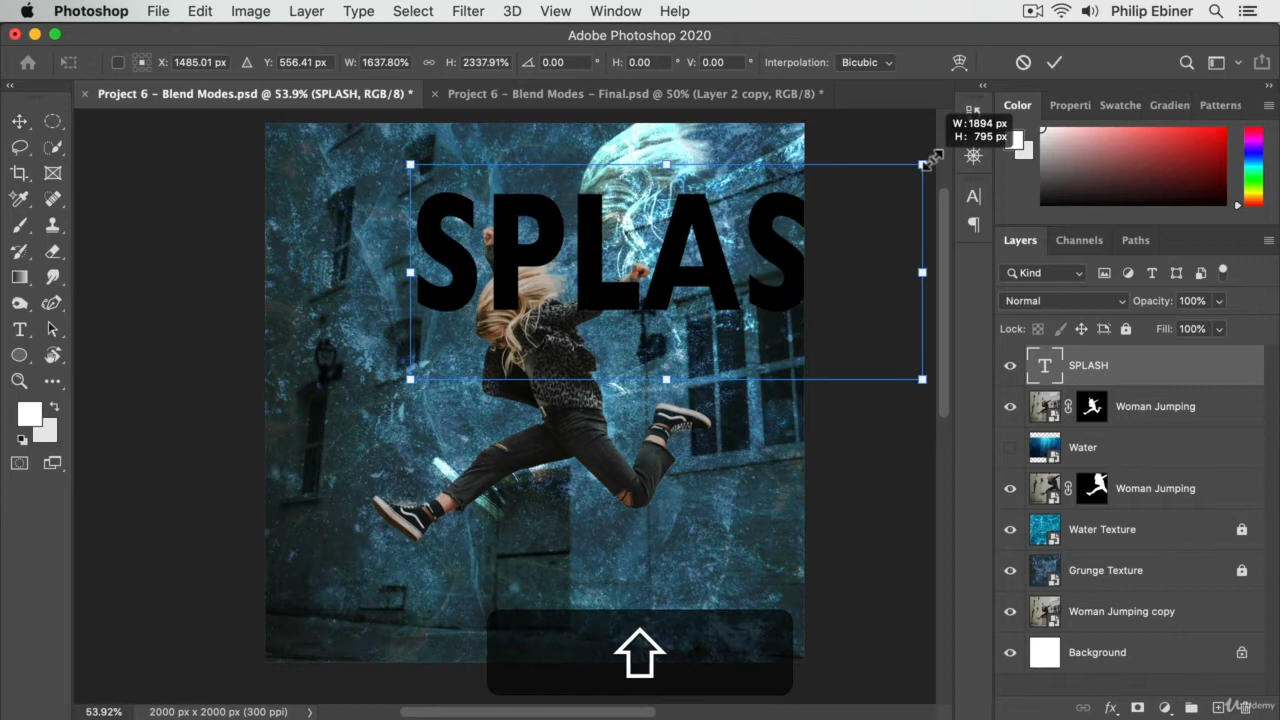 Photoshop File Edit Image Layer Type Select Filter 3D View Window Help Philip Ebiner
Adobe Photoshop 2020
X: 1485.01 px Y: 556.41 px W: 1637.80% H: 2337.91% 0.00 ° H: 0.00 ° V: 0.00 ° Interpolation: Bicubic
Project 6 - Blend Modes.psd @ 53.9% (SPLASH, RGB/8) * Project 6 - Blend Modes - Final.psd @ 50% (Layer 2 copy, RGB/8) *
Color Properti Swatche Gradien Patterns
W: 1894 px
H: 795 px
SPLAS
Layers Channels Paths
Kind
Normal Opacity: 100%
Lock: Fill: 100%
SPLASH
Woman Jumping
Water
Woman Jumping
Water Texture
Grunge Texture
Woman Jumping copy
Background
53.92% 2000 px x 2000 px (300 ppi)
fx